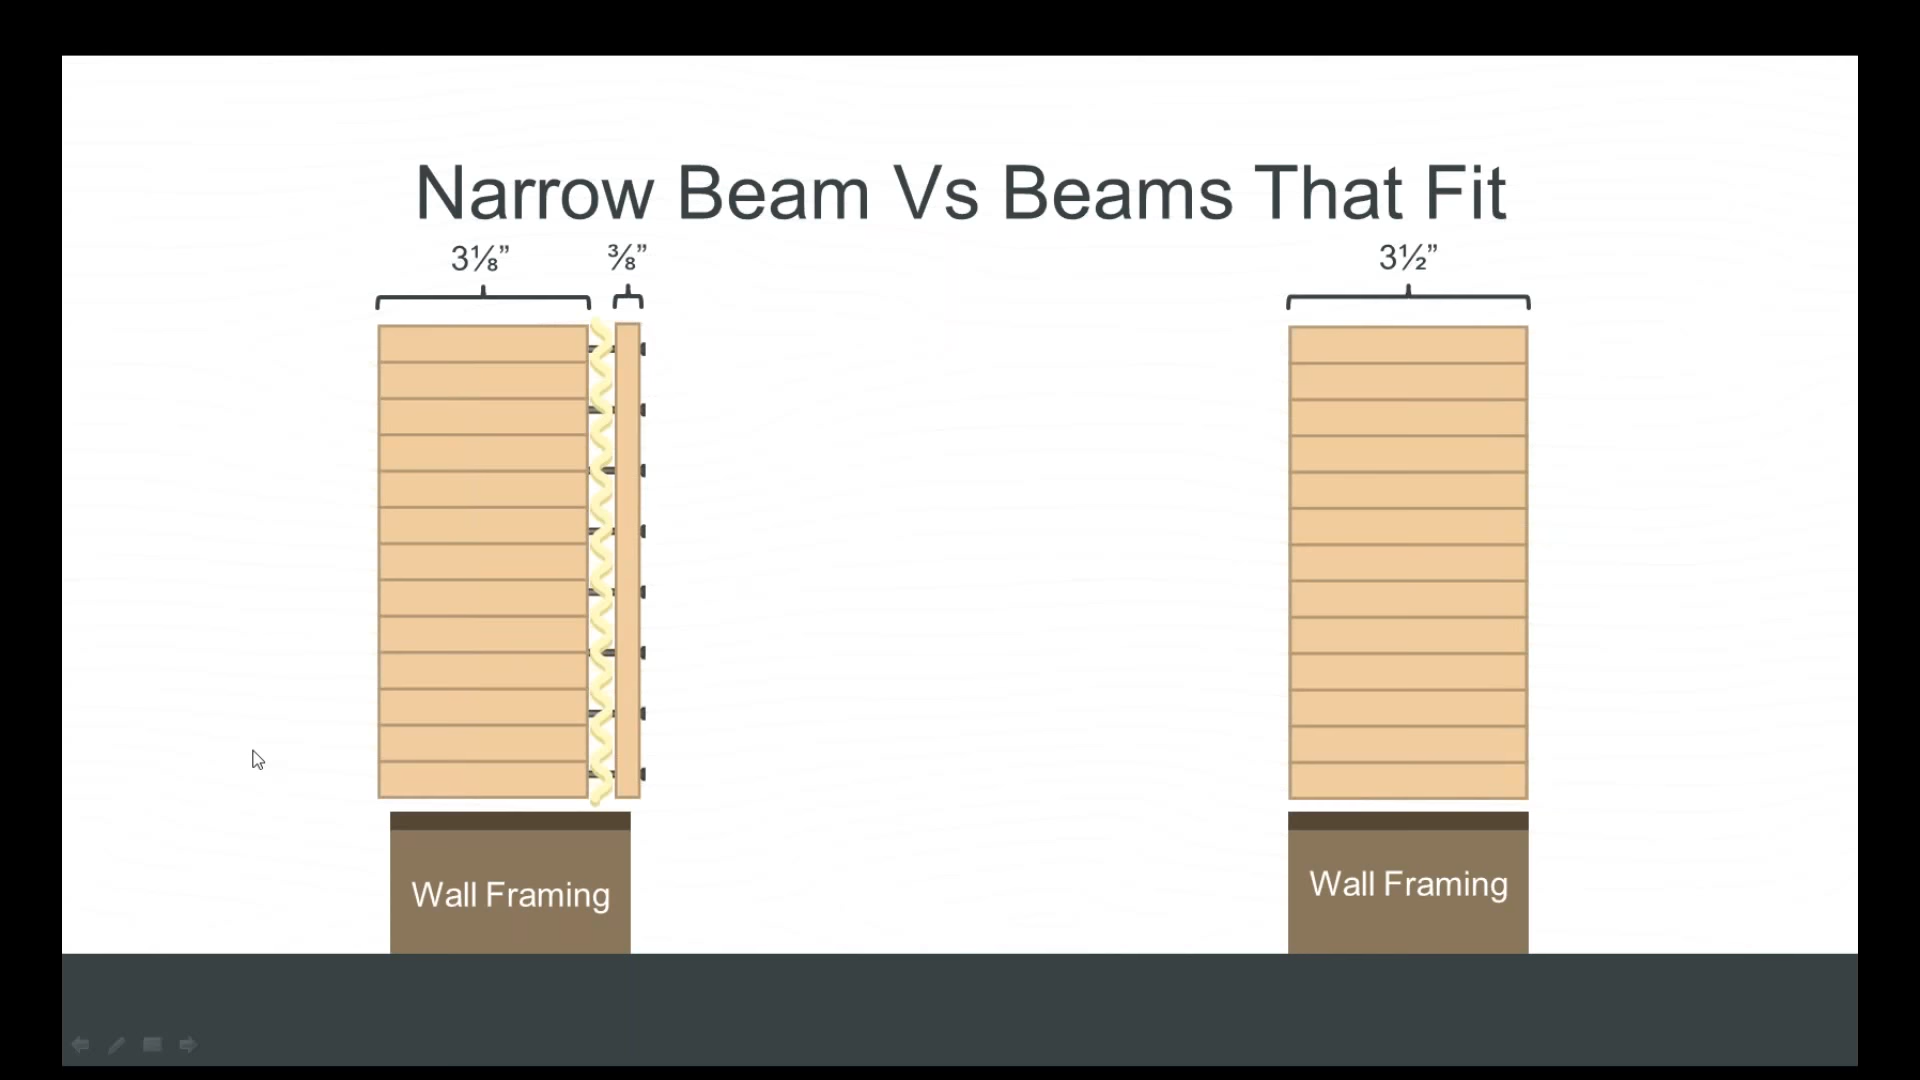 Narrow Beam Vs Beams That Fit
3⅛” ⅜” 3½”
Wall Framing Wall Framing